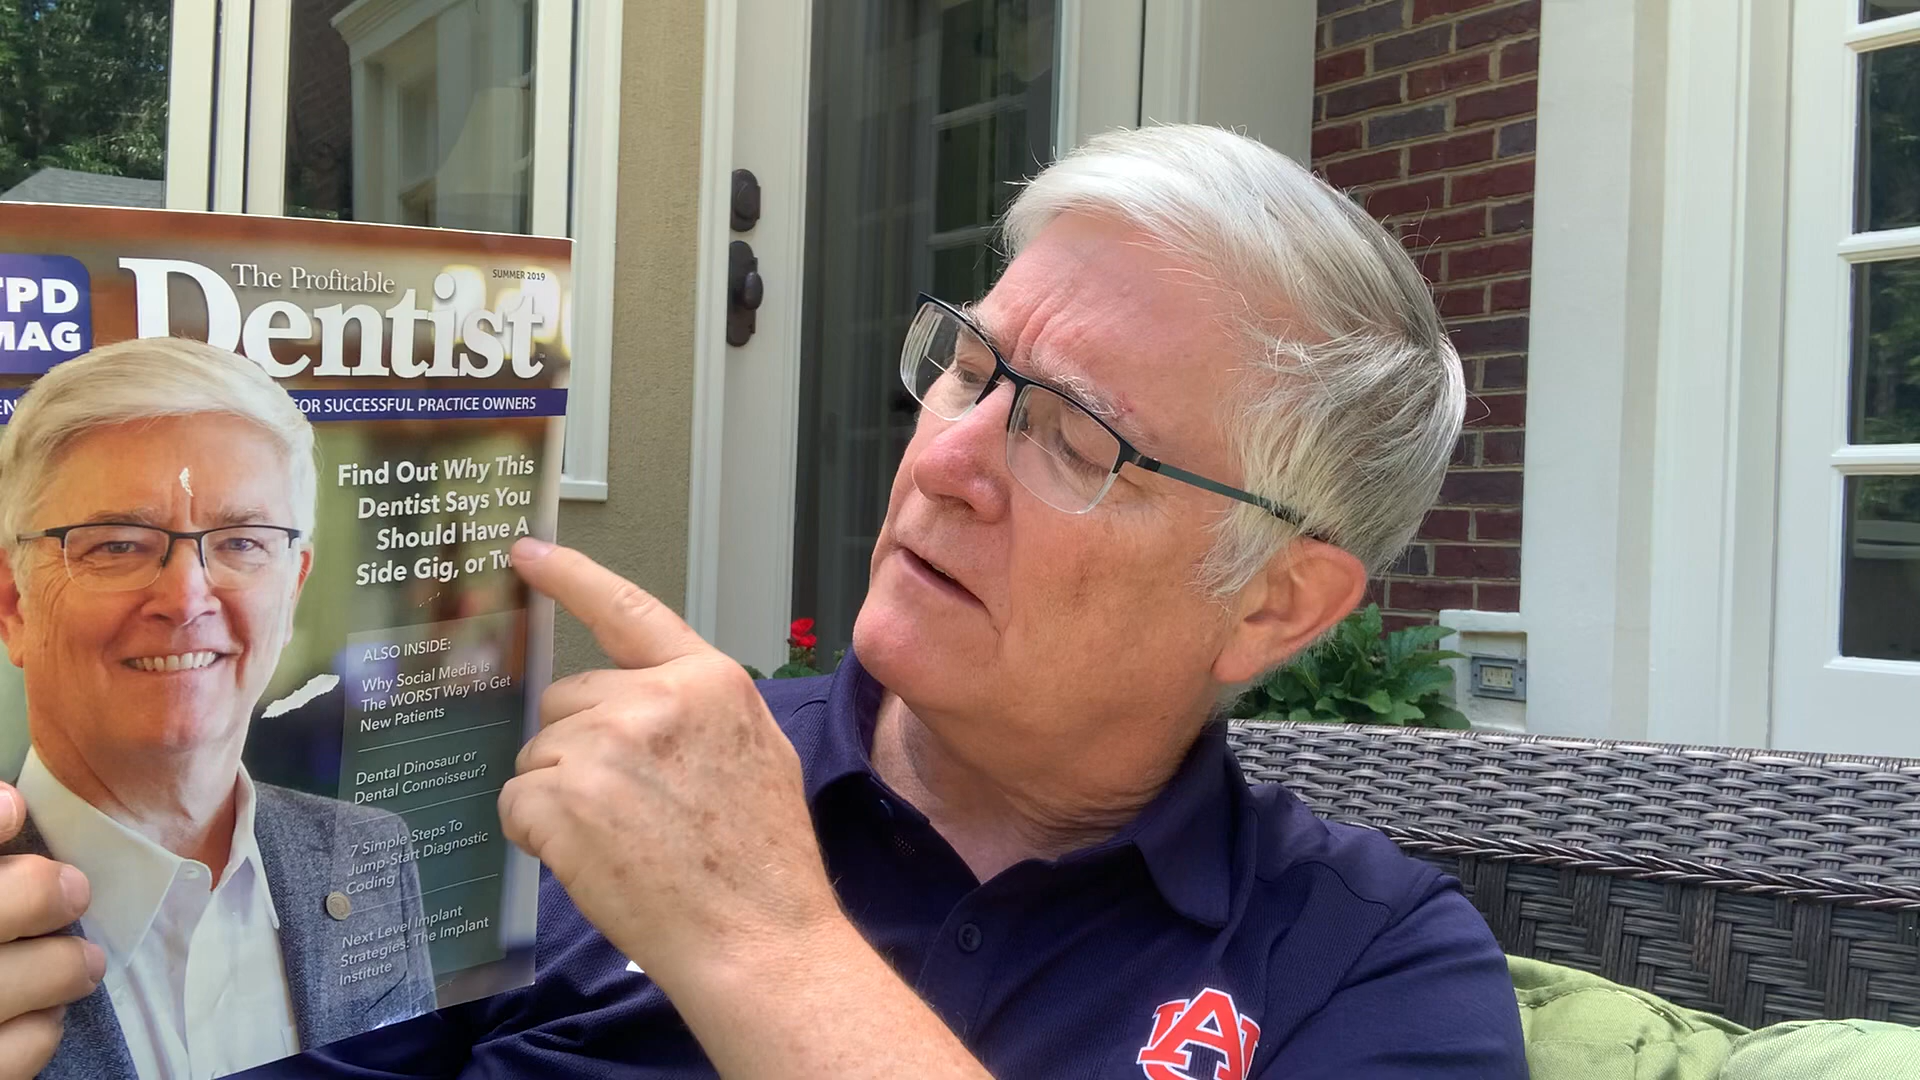 TPD
MAG
The Profitable
SUMMER 2019
Dentist
FOR SUCCESSFUL PRACTICE OWNERS
Find Out Why This
Dentist Says You
Should Have A
Side Gig, or
ALSO INSIDE:
Why Social Media Is
The WORST Way To Get
New Patients
Dental Dinosaur or
Dental Connoisseur?
7 Simple Steps To
Jump-Start Diagnostic
Coding
Next Level Implant
Strategies: The Implant
Institute
AU